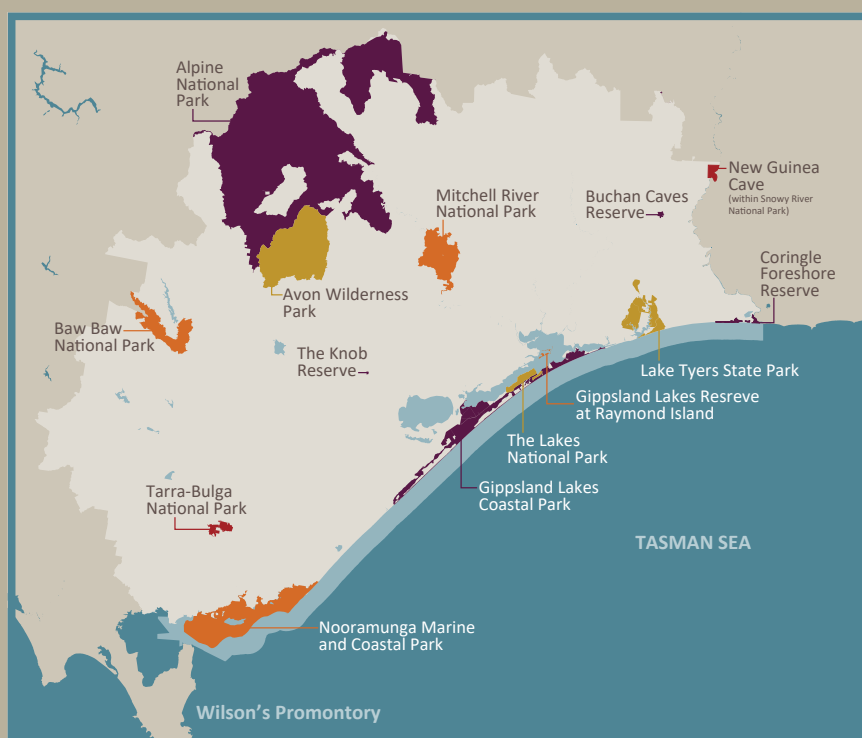 Alpine
National
Park
New Guinea
Cave
(within Snowy River
National Park)
Mitchell River
National Park
Buchan Caves
Reserve
Coringle
Foreshore
Reserve
Avon Wilderness
Park
Baw Baw
National Park
The Knob
Reserve
Lake Tyers State Park
Gippsland Lakes Resreve
at Raymond Island
The Lakes
National Park
Gippsland Lakes
Coastal Park
Tarra-Bulga
National Park
TASMAN SEA
Nooramunga Marine
and Coastal Park
Wilson's Promontory